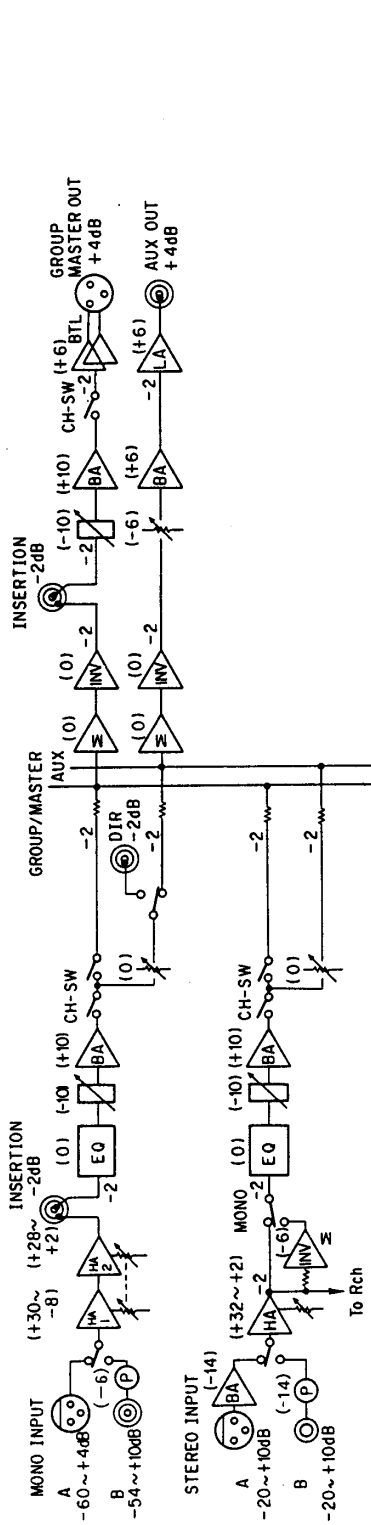 MONO INPUT
A
-60~+4dB
B
-54~+10dB
(-6)
P
(+30~
-8)
HA
1
(+28~
+2)
HA
2
INSERTION
-2dB
-2
(0)
EQ
(-10)
(+10)
BA
CH-SW
(0)
DIR
-2dB
-2
-2
GROUP/MASTER
AUX
(0)
M
(0)
INV
-2
INSERTION
-2dB
-2
(-10)
(+10)
BA
CH-SW
-2
(+6)
BTL
GROUP
MASTER OUT
+4dB
(0)
M
(0)
INV
-2
(-6)
(+6)
BA
-2
(+6)
LA
AUX OUT
+4dB
STEREO INPUT
A
-20~+10dB
B
-20~+10dB
(-14)
BA
(-14)
P
(+32~+2)
HA
-2
To Rch
(-6)
INV
M
MONO
-2
(0)
EQ
(-10)
(+10)
BA
CH-SW
(0)
-2
-2